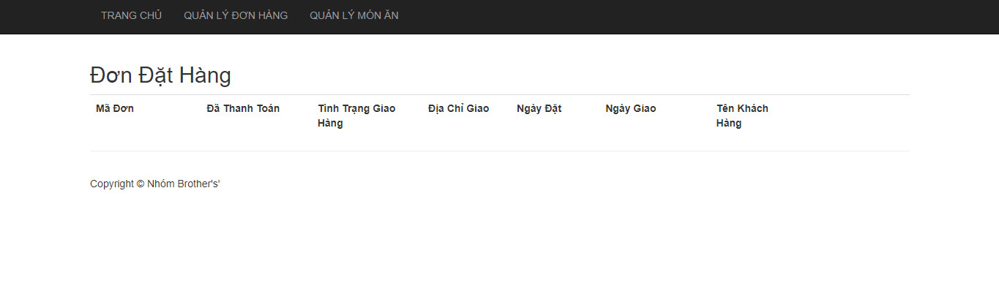 TRANG CHỦ QUẢN LÝ ĐƠN HÀNG QUẢN LÝ MÓN ĂN
Đơn Đặt Hàng
Mã Đơn Đã Thanh Toán Tình Trạng Giao Hàng Địa Chỉ Giao Ngày Đặt Ngày Giao Tên Khách Hàng
Copyright © Nhóm Brother's'